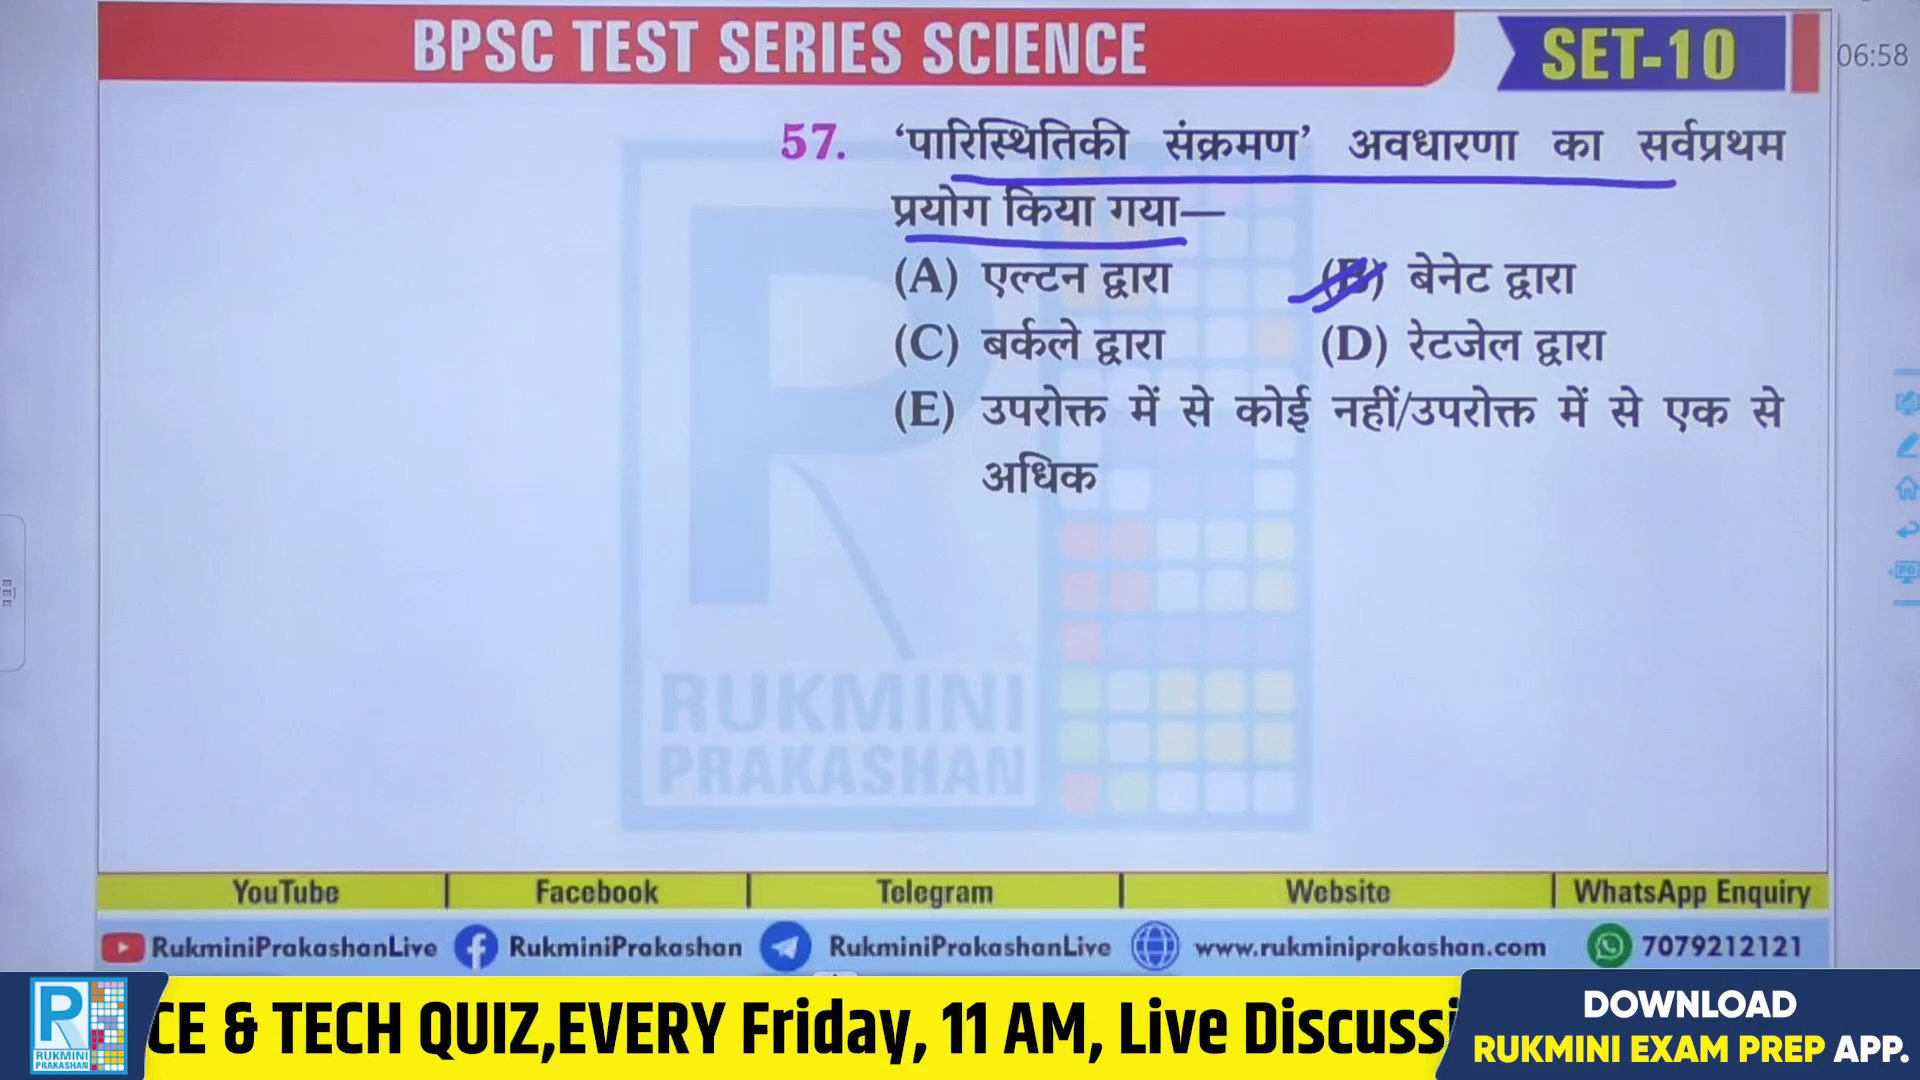 BPSC TEST SERIES SCIENCE
SET-10
06:58
57. ‘पारिस्थितिकी संक्रमण’ अवधारणा का सर्वप्रथम
प्रयोग किया गया—
(A) एल्टन द्वारा (B) बेनेट द्वारा
(C) बर्कले द्वारा (D) रेटजेल द्वारा
(E) उपरोक्त में से कोई नहीं/उपरोक्त में से एक से
अधिक
RUKMINI
PRAKASHAN
YouTube Facebook Telegram Website WhatsApp Enquiry
RukminiPrakashanLive RukminiPrakashan RukminiPrakashanLive www.rukminiprakashan.com 7079212121
R
RUKMINI
PRAKASHAN
CE & TECH QUIZ,EVERY Friday, 11 AM, Live Discussi
DOWNLOAD
RUKMINI EXAM PREP APP.